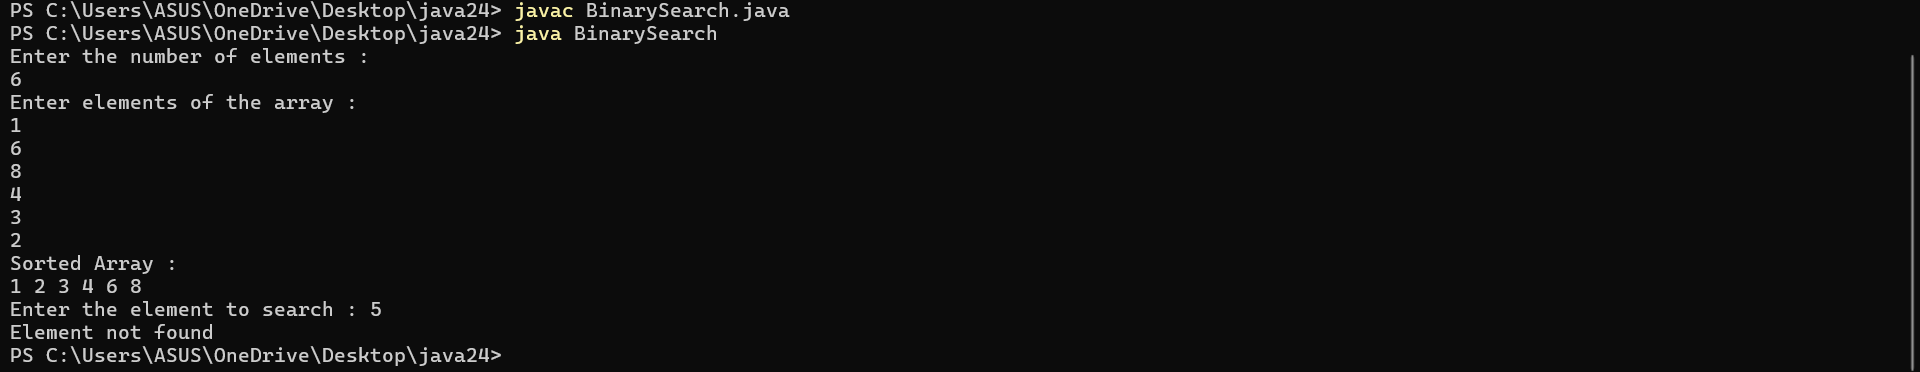 PS C:\Users\ASUS\OneDrive\Desktop\java24> javac BinarySearch.java
PS C:\Users\ASUS\OneDrive\Desktop\java24> java BinarySearch
Enter the number of elements :
6
Enter elements of the array :
1
6
8
4
3
2
Sorted Array :
1 2 3 4 6 8
Enter the element to search : 5
Element not found
PS C:\Users\ASUS\OneDrive\Desktop\java24>